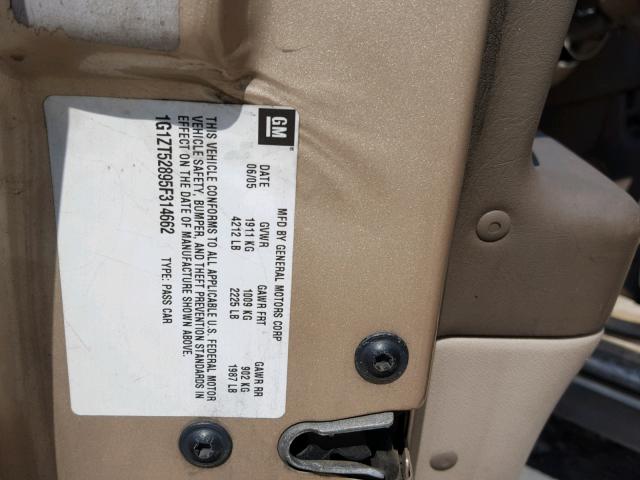 GM
MFD BY GENERAL MOTORS CORP
DATE GVWR GAWR FRT GAWR RR
06/05 1911 KG 1009 KG 902 KG
4212 LB 2225 LB 1987 LB
THIS VEHICLE CONFORMS TO ALL APPLICABLE U.S. FEDERAL MOTOR
VEHICLE SAFETY, BUMPER, AND THEFT PREVENTION STANDARDS IN
EFFECT ON THE DATE OF MANUFACTURE SHOWN ABOVE.
1G1ZT52895F314662 TYPE: PASS CAR